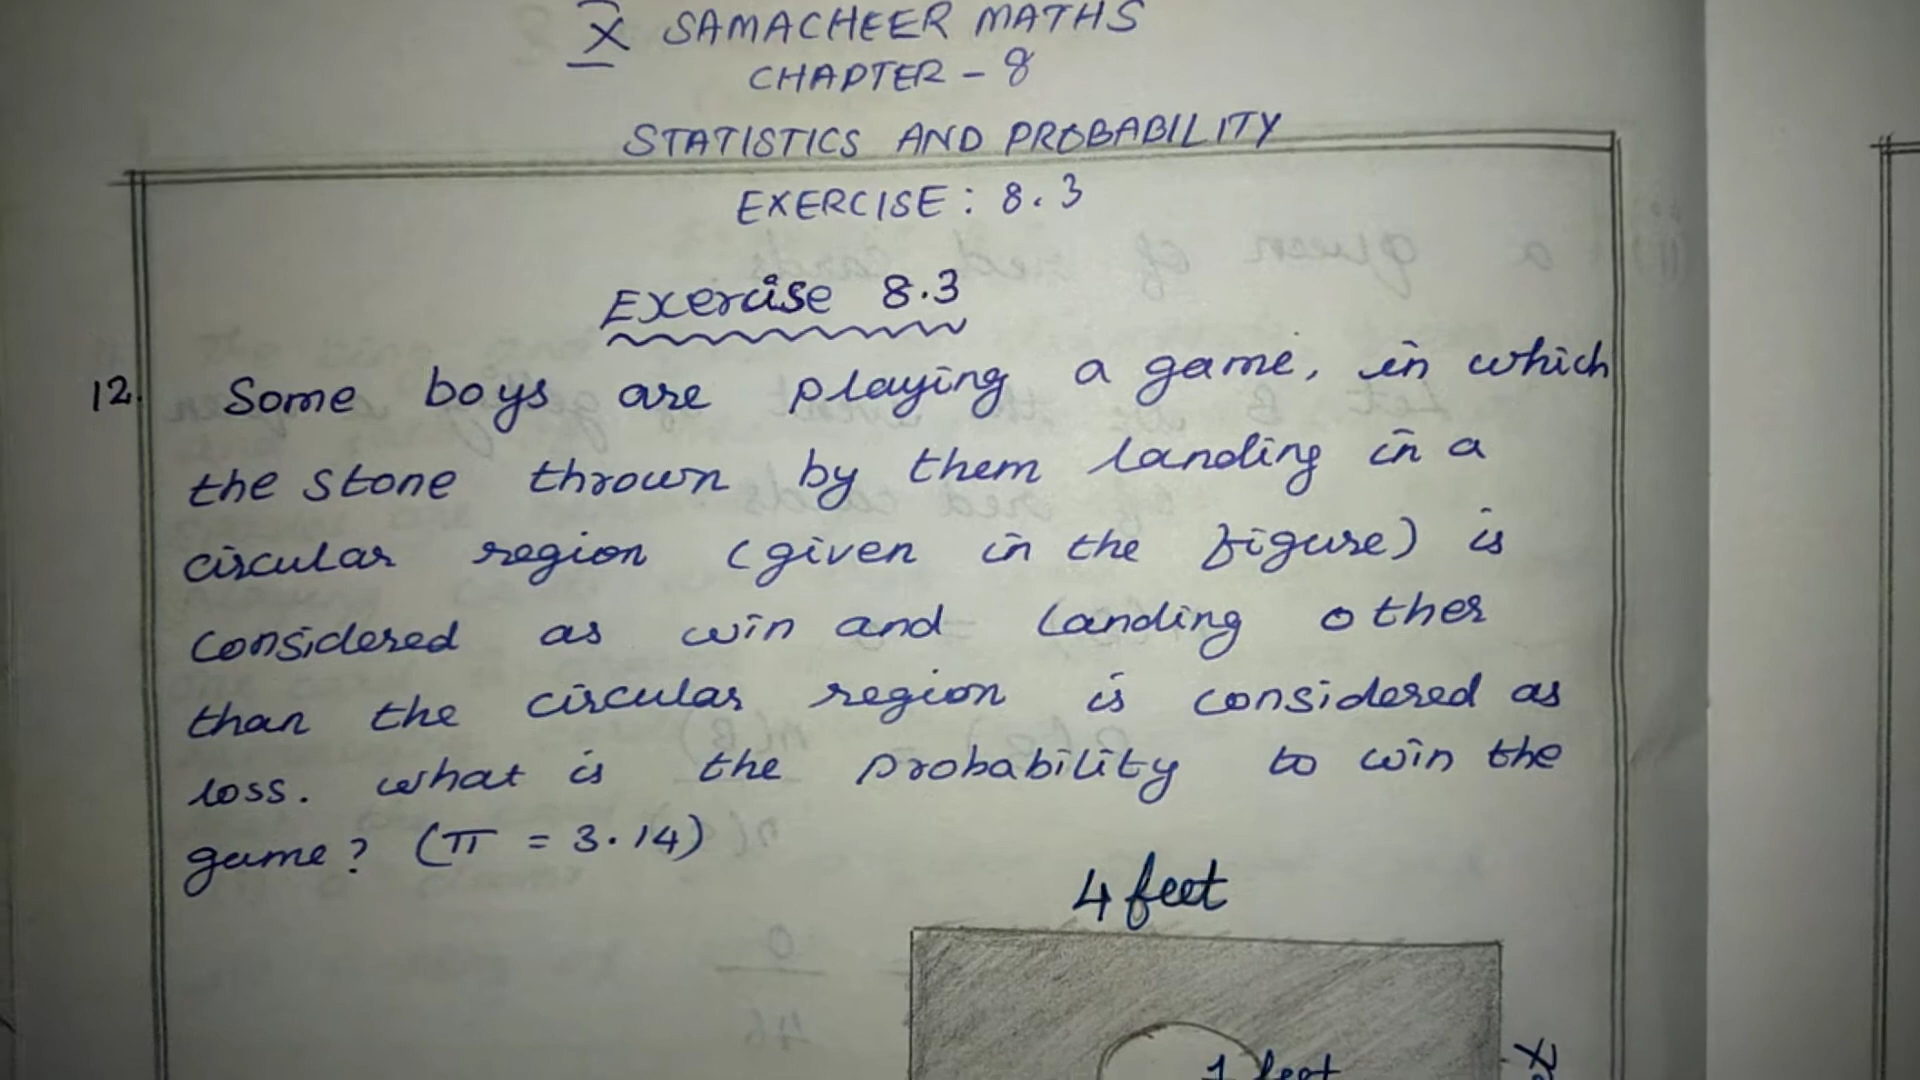 X SAMACHEER MATHS
CHAPTER - 8
STATISTICS AND PROBABILITY
EXERCISE: 8.3
Exercise 8.3
12. Some boys are playing a game, in which
the stone thrown by them landing in a
circular region (given in the figure) is
considered as win and landing other
than the circular region is considered as
loss. what is the probability to win the
game? (π = 3.14)
4 feet
1 feet